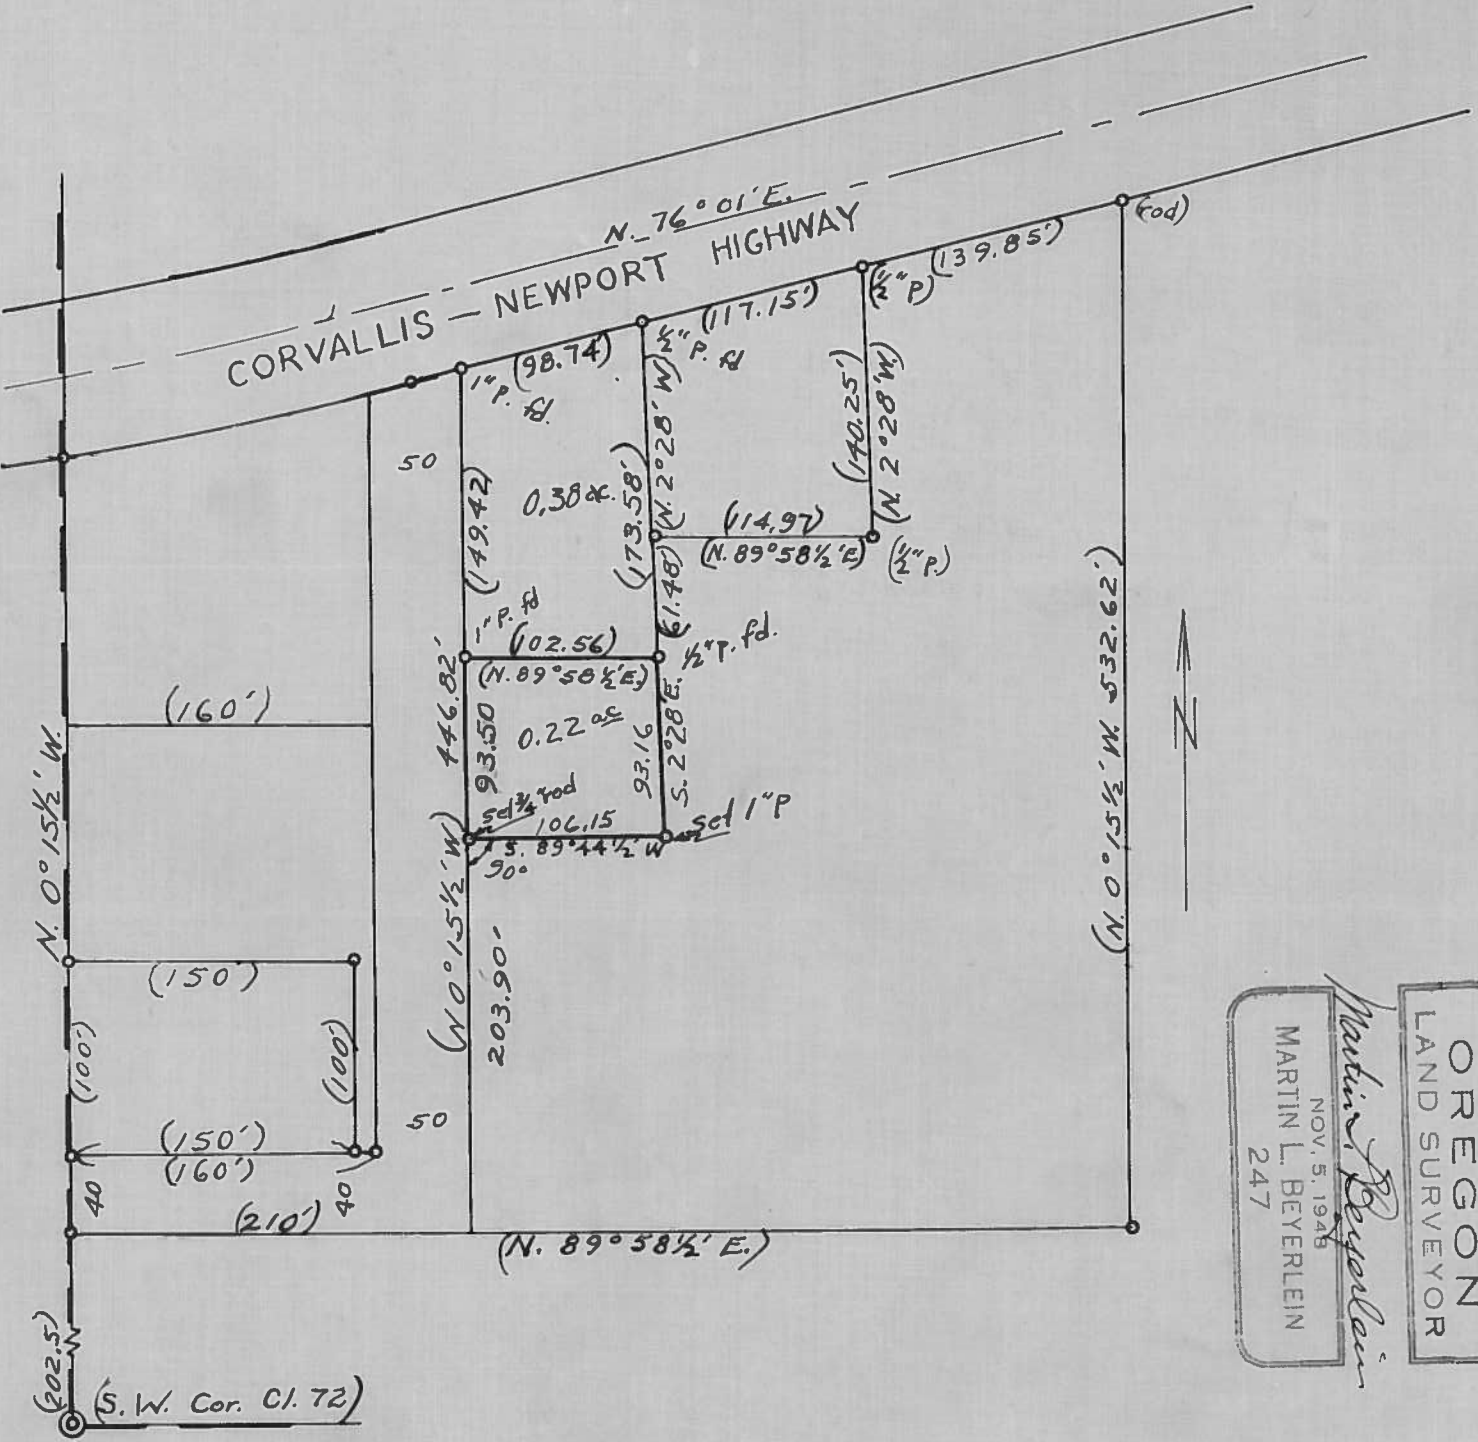 N. 76°01'E.
CORVALLIS — NEWPORT HIGHWAY
(rod)
(139.85')
(½"P)
(117.15')
½"P. fd
(98.74')
1"P. fd.
50
(149.42)
0.38 ac.
(173.58')
(N. 2°28' W)
(140.25')
(N. 2°28' W.)
(114.97)
(N. 89°58½' E)
(½"P.)
(61.48)
1"P. fd
(102.56)
(N. 89°58½' E.)
½"P. fd.
446.82'
93.50
0.22 ac
93.16
S. 2°28' E.
set ¾" rod
106.15
S. 89°44½' W
90°
set 1"P
(160')
N. 0°15½' W.
(N 0°15½' W)
203.90'
(N. 0°15½' W. 532.62')
N
(150')
(100')
(100')
50
(150')
(160')
40
40
(210')
(N. 89°58½' E.)
(202.5)
(S.W. Cor. Cl. 72)
OREGON
LAND SURVEYOR
Martin L. Beyerlein
NOV. 5, 1948
MARTIN L. BEYERLEIN
247